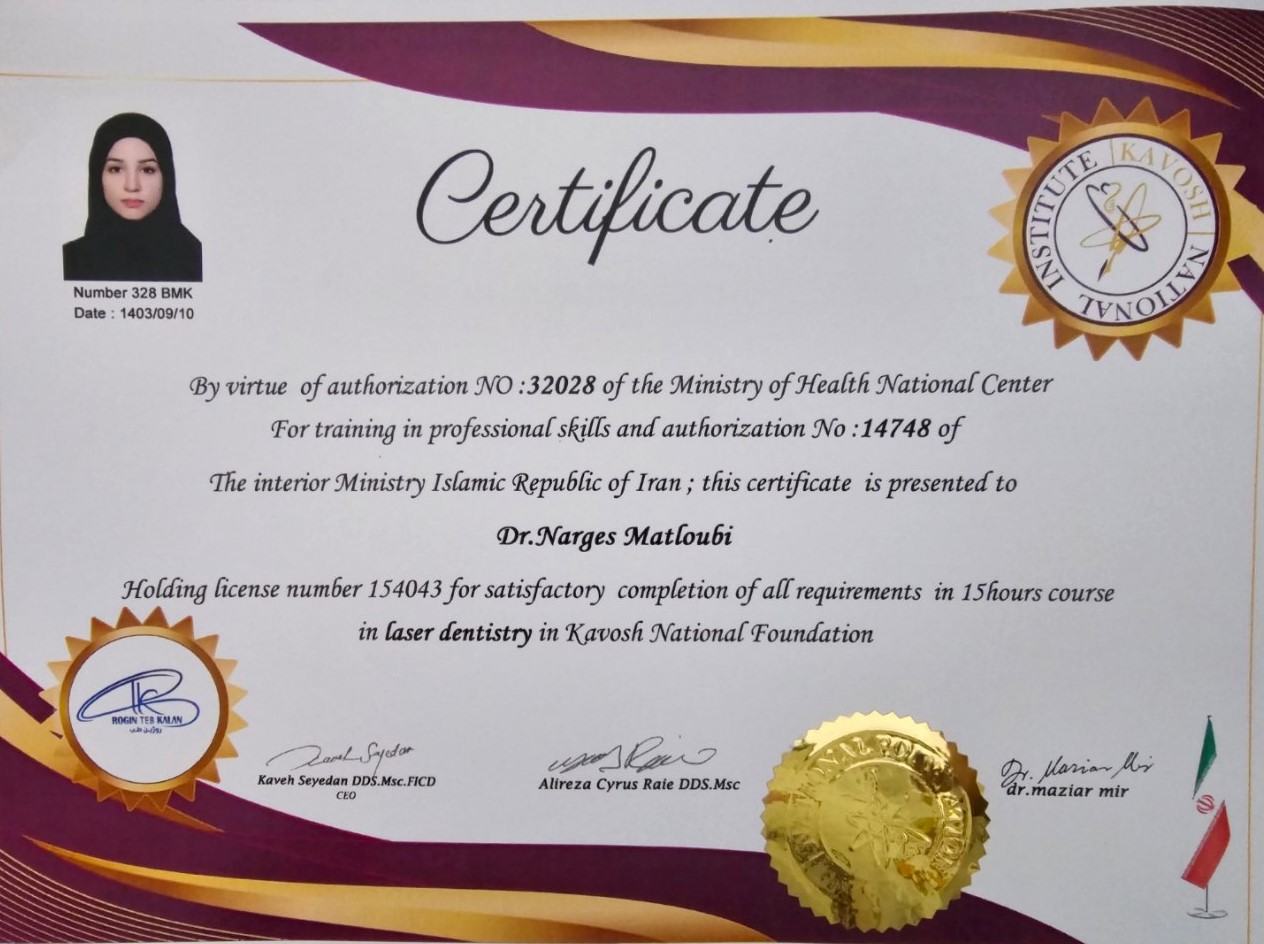 Certificate
KAVOSH NATIONAL INSTITUTE
Number 328 BMK
Date : 1403/09/10
By virtue of authorization NO :32028 of the Ministry of Health National Center
For training in professional skills and authorization No :14748 of
The interior Ministry Islamic Republic of Iran ; this certificate is presented to
Dr.Narges Matloubi
Holding license number 154043 for satisfactory completion of all requirements in 15hours course
in laser dentistry in Kavosh National Foundation
ROGIN TEB KALAN
Kaveh Seyedan DDS.Msc.FICD
CEO
Alireza Cyrus Raie DDS.Msc
Dr. Maziar Mir
dr.maziar mir